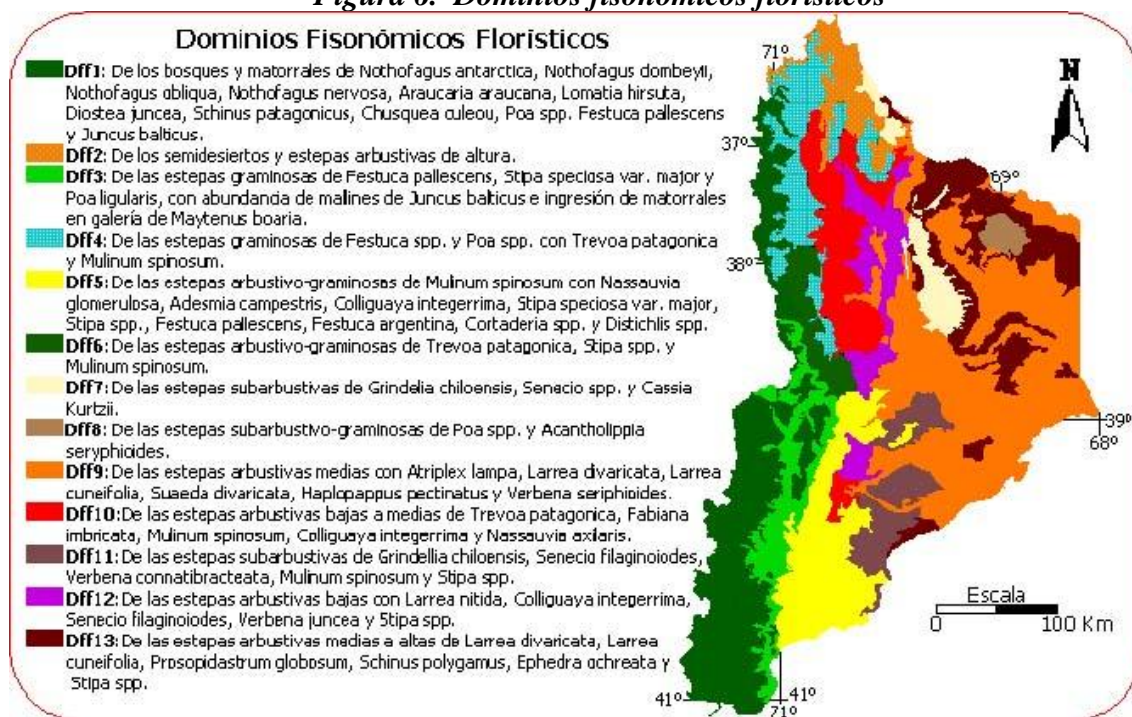 Figura 6. Dominios fisonómicos florísticos
Dominios Fisonómicos Florísticos
Dff1: De los bosques y matorrales de Nothofagus antarctica, Nothofagus dombeyii,
Nothofagus obliqua, Nothofagus nervosa, Araucaria araucana, Lomatia hirsuta,
Diostea juncea, Schinus patagonicus, Chusquea culeou, Poa spp. Festuca pallescens
y Juncus balticus.
Dff2: De los semidesiertos y estepas arbustivas de altura.
Dff3: De las estepas graminosas de Festuca pallescens, Stipa speciosa var. major y
Poa ligularis, con abundancia de mallines de Juncus balticus e ingresión de matorrales
en galería de Maytenus boaria.
Dff4: De las estepas graminosas de Festuca spp. y Poa spp. con Trevoa patagonica
y Mulinum spinosum.
Dff5: De las estepas arbustivo-graminosas de Mulinum spinosum con Nassauvia
glomerulosa, Adesmia campestris, Colliguaya integerrima, Stipa speciosa var. major,
Stipa spp., Festuca pallescens, Festuca argentina, Cortaderia spp. y Distichlis spp.
Dff6: De las estepas arbustivo-graminosas de Trevoa patagonica, Stipa spp. y
Mulinum spinosum.
Dff7: De las estepas subarbustivas de Grindelia chiloensis, Senecio spp. y Cassia
Kurtzii.
Dff8: De las estepas subarbustivo-graminosas de Poa spp. y Acantholippia
seryphioides.
Dff9: De las estepas arbustivas medias con Atriplex lampa, Larrea divaricata, Larrea
cuneifolia, Suaeda divaricata, Haplopappus pectinatus y Verbena seriphioides.
Dff10: De las estepas arbustivas bajas a medias de Trevoa patagonica, Fabiana
imbricata, Mulinum spinosum, Colliguaya integerrima y Nassauvia axilaris.
Dff11: De las estepas subarbustivas de Grindellia chiloensis, Senecio filaginoiodes,
Verbena connatibracteata, Mulinum spinosum y Stipa spp.
Dff12: De las estepas arbustivas bajas con Larrea nitida, Colliguaya integerrima,
Senecio filaginoiodes, Verbena juncea y Stipa spp.
Dff13: De las estepas arbustivas medias a altas de Larrea divaricata, Larrea
cuneifolia, Prosopidastrum globosum, Schinus polygamus, Ephedra ochreata y
Stipa spp.
71º
N
37º
69º
38º
39º
68º
Escala
0 100 Km
41º 41º
71º